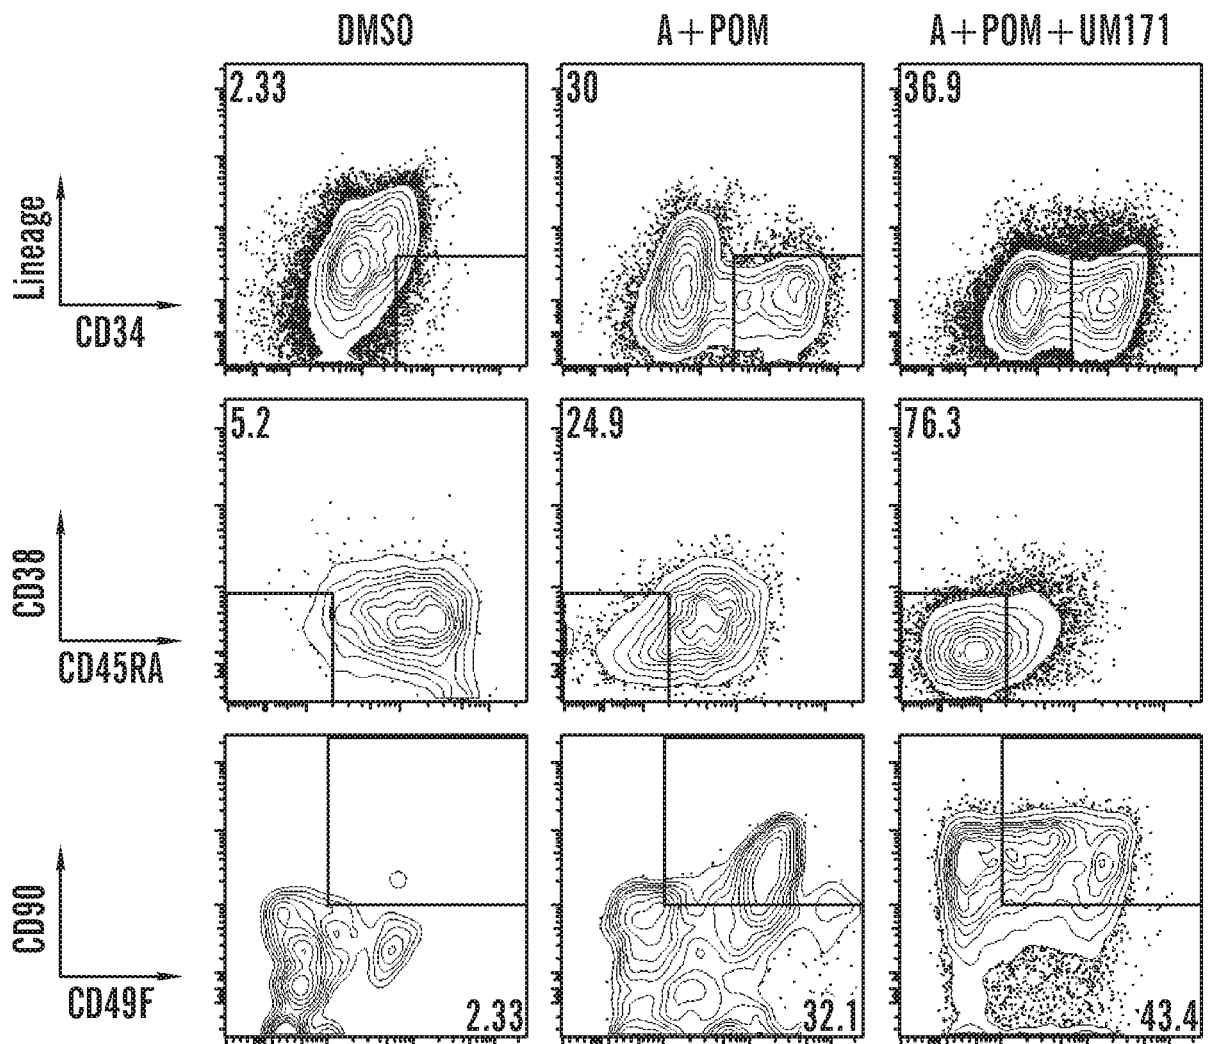 DMSO A+POM A+POM+UM171
2.33 30 36.9
Lineage
CD34
5.2 24.9 76.3
CD38
CD45RA
CD90
CD49F
2.33 32.1 43.4